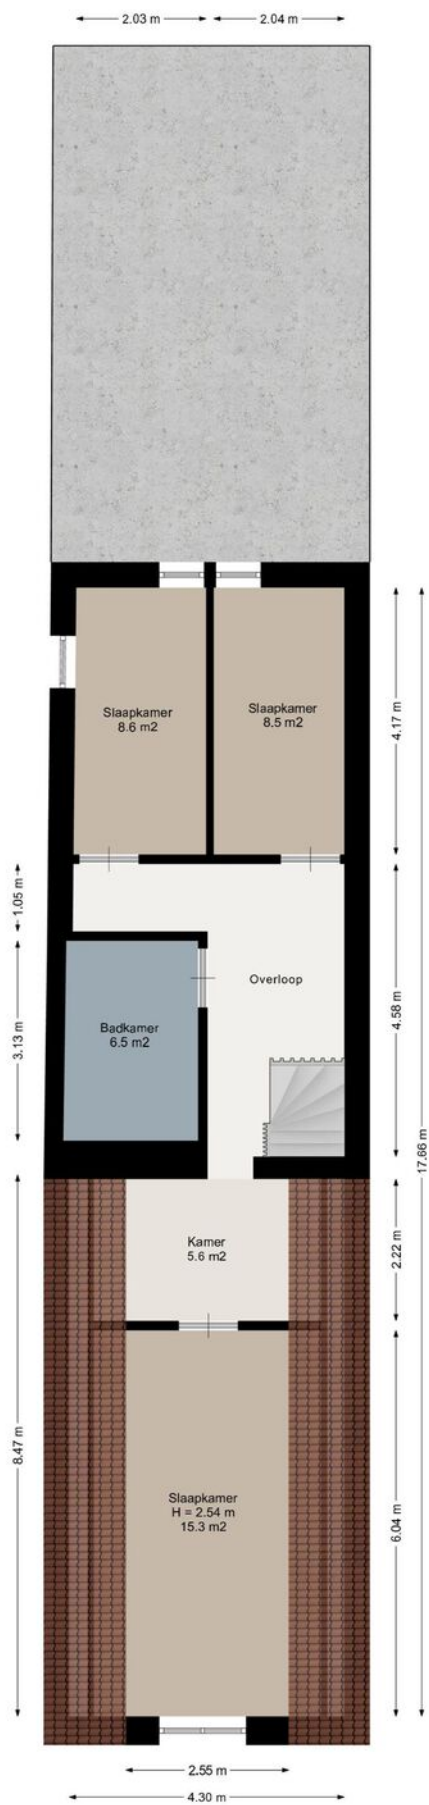 2.03 m
2.04 m
Slaapkamer
8.6 m2
Slaapkamer
8.5 m2
4.17 m
1.05 m
Overloop
Badkamer
6.5 m2
3.13 m
4.58 m
17.66 m
Kamer
5.6 m2
2.22 m
8.47 m
Slaapkamer
H = 2.54 m
15.3 m2
6.04 m
2.55 m
4.30 m